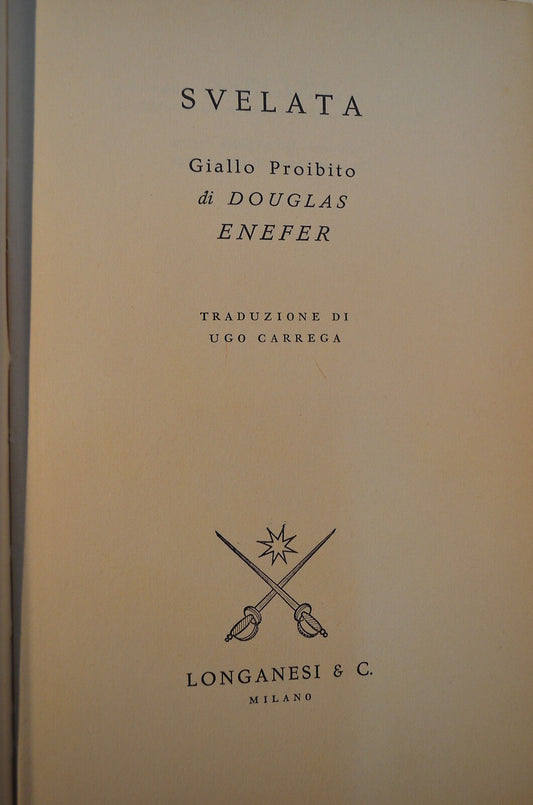 SVELATA
Giallo Proibito
di DOUGLAS
ENEFER
TRADUZIONE DI
UGO CARREGA
LONGANESI & C.
MILANO